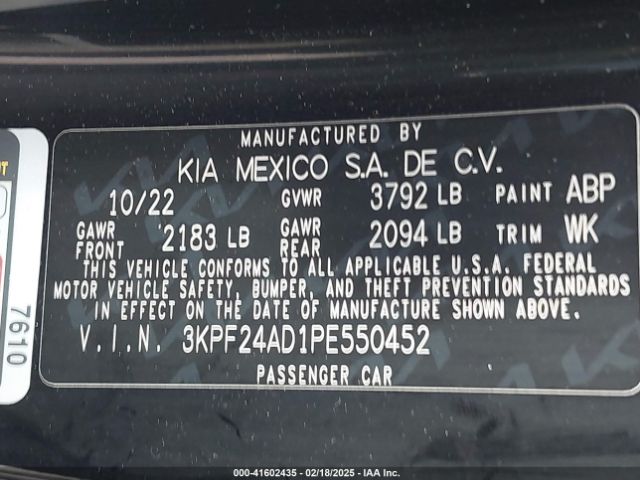 MANUFACTURED BY
KIA MEXICO S.A. DE C.V.
10/22 GVWR 3792 LB PAINT ABP
GAWR FRONT 2183 LB GAWR REAR 2094 LB TRIM WK
THIS VEHICLE CONFORMS TO ALL APPLICABLE U.S.A. FEDERAL
MOTOR VEHICLE SAFETY, BUMPER, AND THEFT PREVENTION STANDARDS
IN EFFECT ON THE DATE OF MANUFACTURE SHOWN ABOVE.
V.I.N. 3KPF24AD1PE550452
PASSENGER CAR
7610
000-41602435 - 02/18/2025 - IAA Inc.